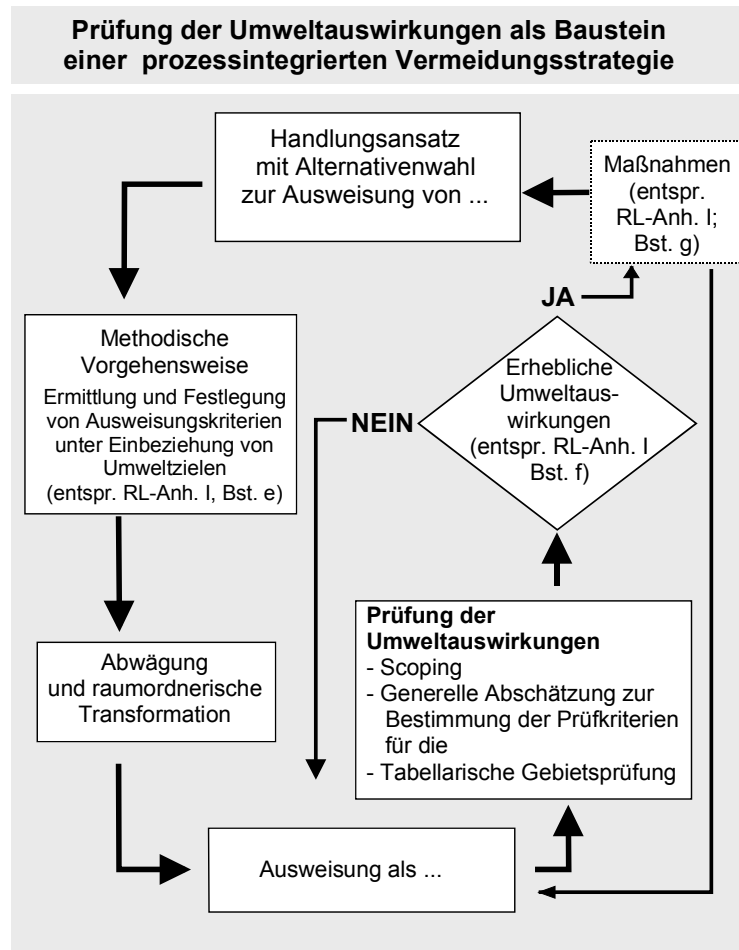 Prüfung der Umweltauswirkungen als Baustein
einer prozessintegrierten Vermeidungsstrategie
Handlungsansatz
mit Alternativenwahl
zur Ausweisung von ...
Maßnahmen
(entspr.
RL-Anh. I;
Bst. g)
JA
Methodische
Vorgehensweise
Ermittlung und Festlegung
von Ausweisungskriterien
unter Einbeziehung von
Umweltzielen
(entspr. RL-Anh. I, Bst. e)
NEIN
Erhebliche
Umweltaus-
wirkungen
(entspr. RL-Anh. I
Bst. f)
Abwägung
und raumordnerische
Transformation
Prüfung der
Umweltauswirkungen
- Scoping
- Generelle Abschätzung zur
Bestimmung der Prüfkriterien
für die
- Tabellarische Gebietsprüfung
Ausweisung als ...